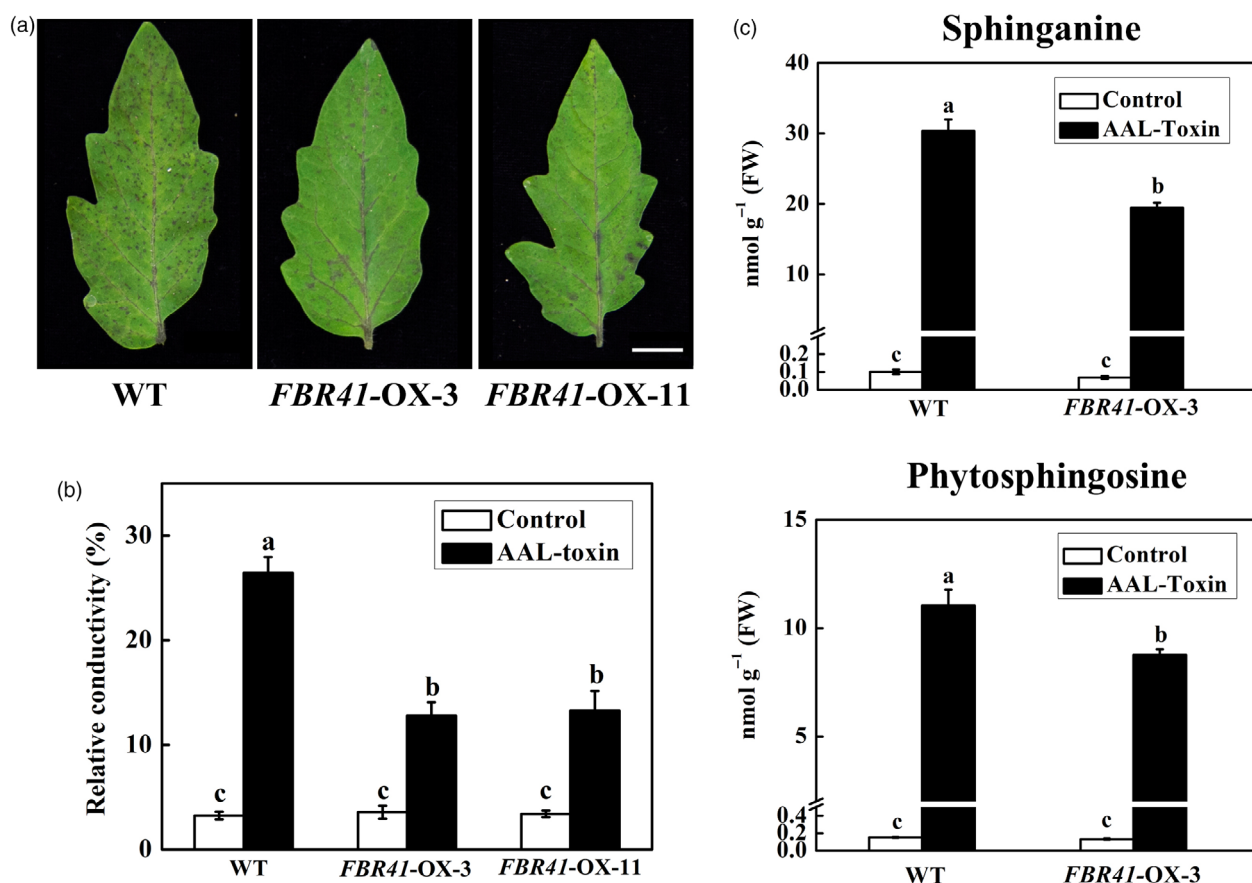 (a)
WT
FBR41-OX-3
FBR41-OX-11
(b)
Relative conductivity (%)
30
20
10
0
Control
AAL-toxin
a
b
b
c
c
c
WT
FBR41-OX-3
FBR41-OX-11
(c)
Sphinganine
nmol g⁻¹ (FW)
40
30
20
10
0.2
0.1
0.0
Control
AAL-Toxin
a
b
c
c
WT
FBR41-OX-3
Phytosphingosine
nmol g⁻¹ (FW)
15
10
5
0.4
0.2
0.0
Control
AAL-Toxin
a
b
c
c
WT
FBR41-OX-3